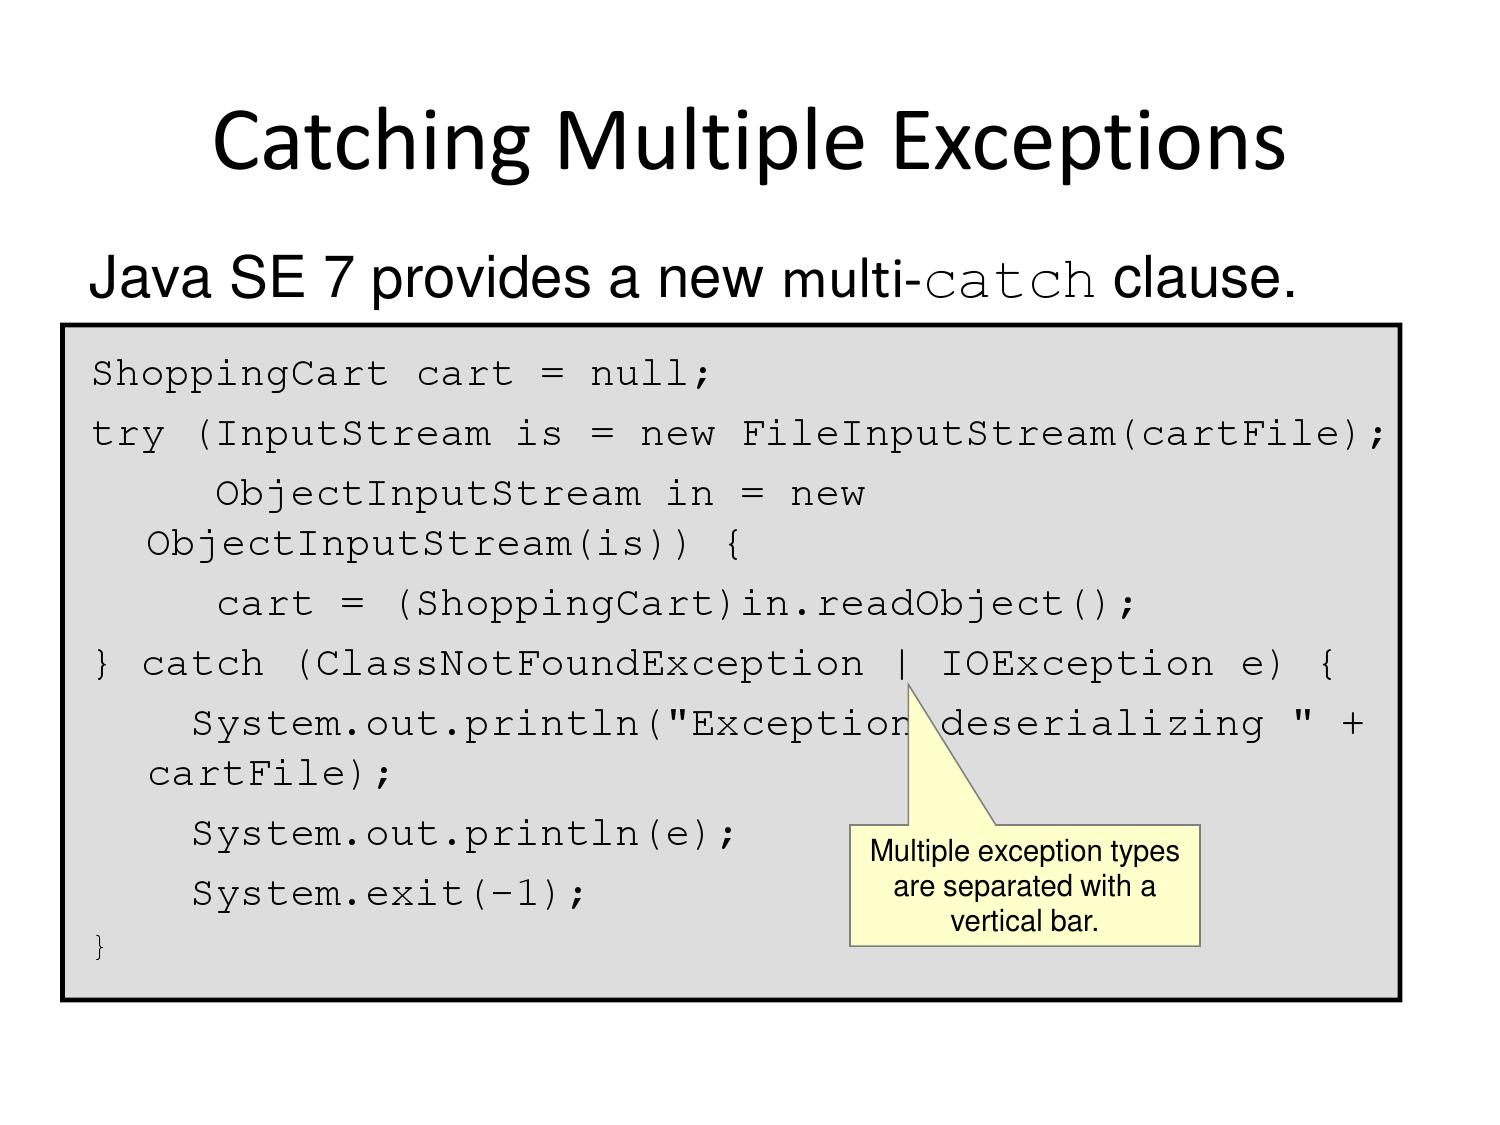 Catching Multiple Exceptions
Java SE 7 provides a new multi-catch clause.
ShoppingCart cart = null;
try (InputStream is = new FileInputStream(cartFile);
ObjectInputStream in = new
ObjectInputStream(is)) {
cart = (ShoppingCart)in.readObject();
} catch (ClassNotFoundException | IOException e) {
System.out.println("Exception deserializing " +
cartFile);
System.out.println(e);
System.exit(-1);
}
Multiple exception types
are separated with a
vertical bar.